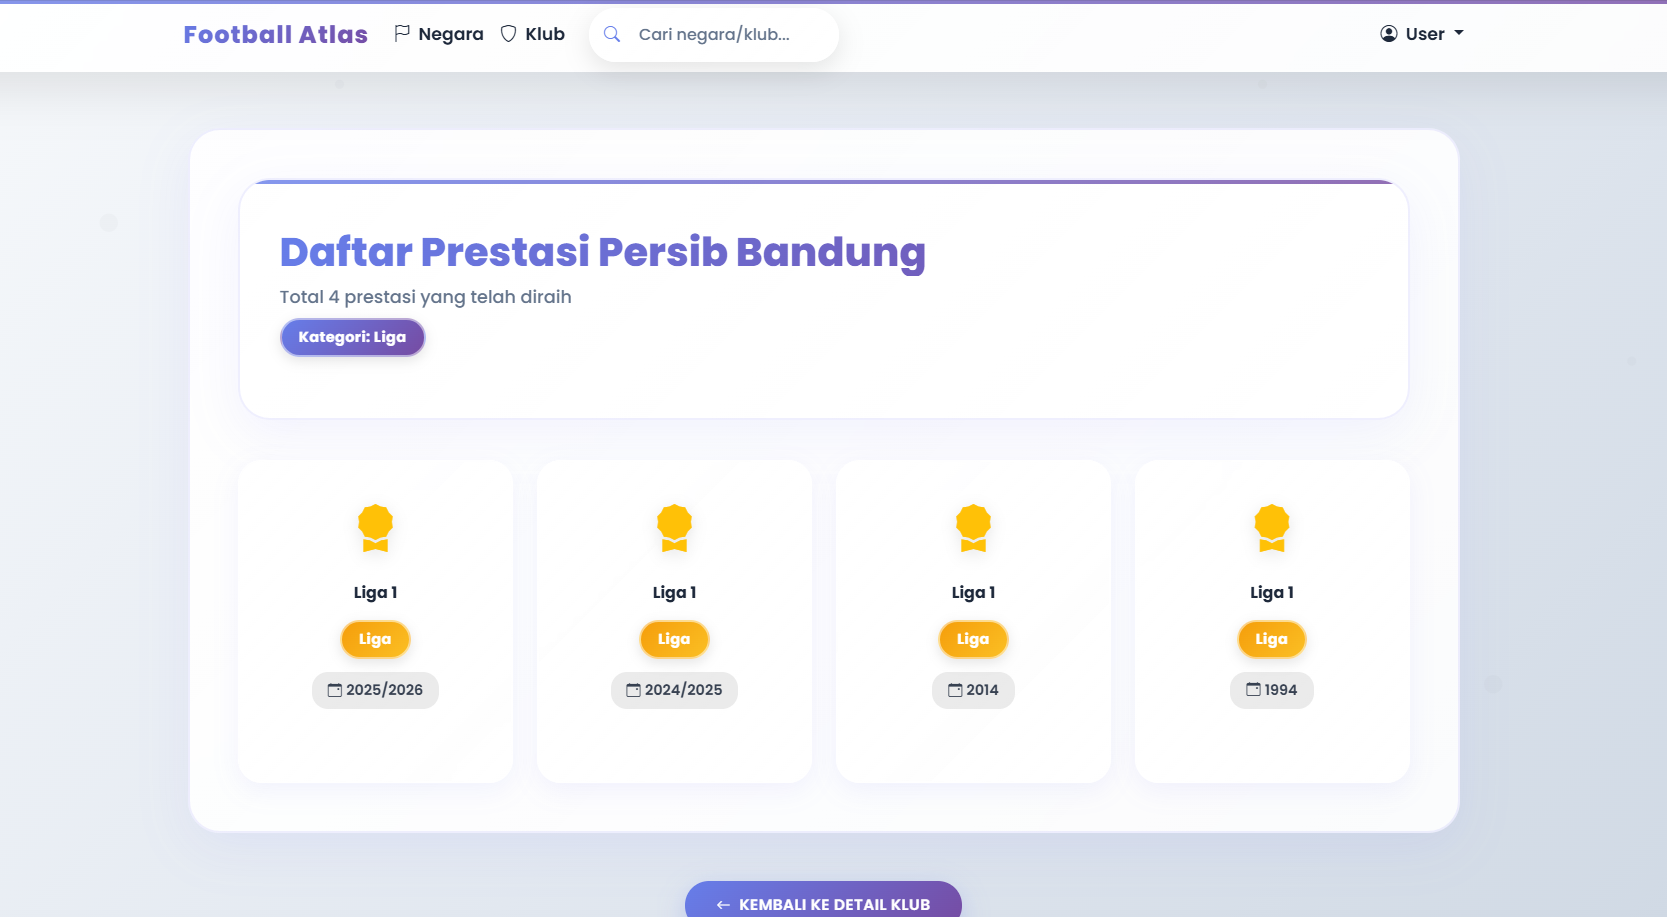 Football Atlas Negara Klub Cari negara/klub... User
Daftar Prestasi Persib Bandung
Total 4 prestasi yang telah diraih
Kategori: Liga
Liga 1
Liga
2025/2026
Liga 1
Liga
2024/2025
Liga 1
Liga
2014
Liga 1
Liga
1994
← KEMBALI KE DETAIL KLUB